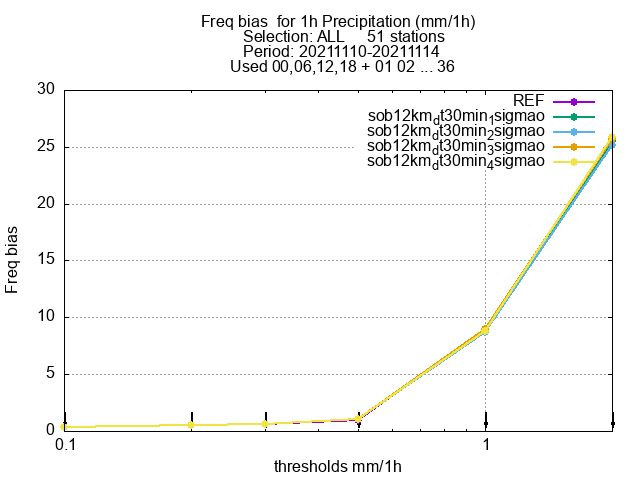 Freq bias  for 1h Precipitation (mm/1h)
Selection: ALL     51 stations
Period: 20211110-20211114
Used 00,06,12,18 + 01 02 ... 36
30
25
20
15
10
5
0
Freq bias
REF
sob12km_dt30min_1sigmao
sob12km_dt30min_2sigmao
sob12km_dt30min_3sigmao
sob12km_dt30min_4sigmao
0.1
1
thresholds mm/1h